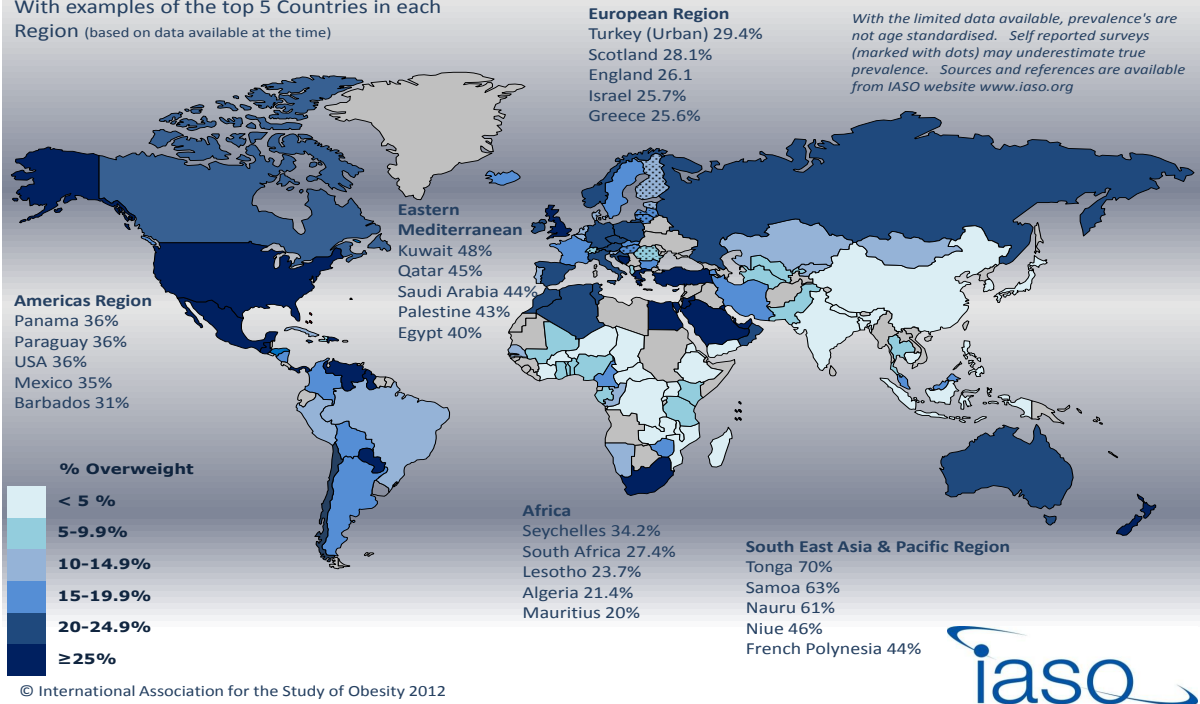 With examples of the top 5 Countries in each
Region (based on data available at the time)
European Region
Turkey (Urban) 29.4%
Scotland 28.1%
England 26.1
Israel 25.7%
Greece 25.6%
With the limited data available, prevalence's are
not age standardised. Self reported surveys
(marked with dots) may underestimate true
prevalence. Sources and references are available
from IASO website www.iaso.org
Eastern
Mediterranean
Kuwait 48%
Qatar 45%
Saudi Arabia 44%
Palestine 43%
Egypt 40%
Americas Region
Panama 36%
Paraguay 36%
USA 36%
Mexico 35%
Barbados 31%
% Overweight
< 5 %
5-9.9%
10-14.9%
15-19.9%
20-24.9%
≥25%
Africa
Seychelles 34.2%
South Africa 27.4%
Lesotho 23.7%
Algeria 21.4%
Mauritius 20%
South East Asia & Pacific Region
Tonga 70%
Samoa 63%
Nauru 61%
Niue 46%
French Polynesia 44%
© International Association for the Study of Obesity 2012
iaso